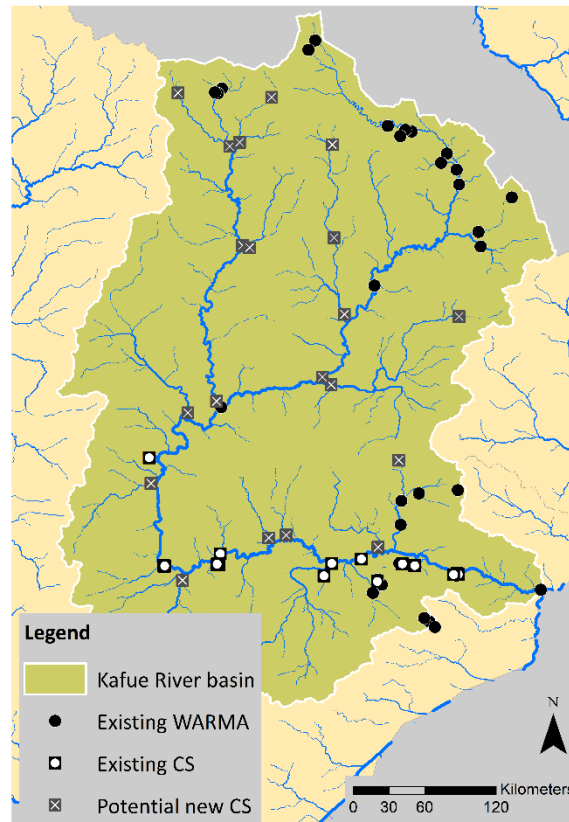 Legend
Kafue River basin
Existing WARMA
Existing CS
Potential new CS
N
Kilometers
0 30 60 120